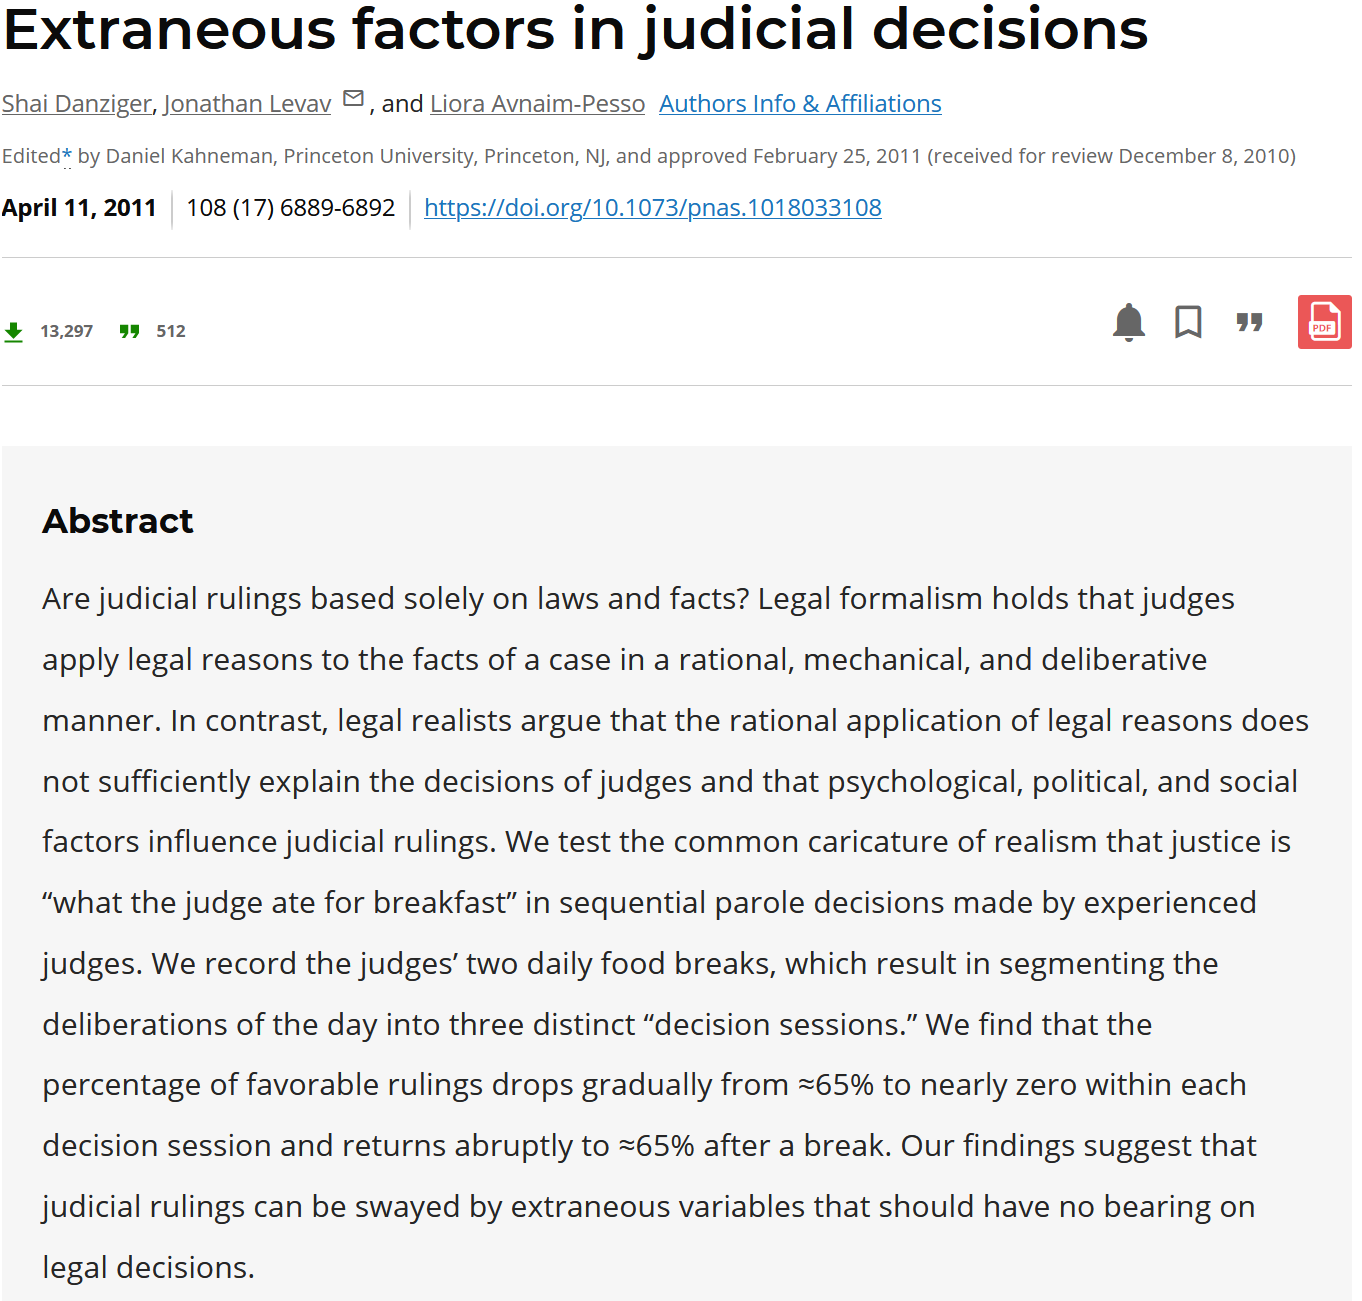 Extraneous factors in judicial decisions
Shai Danziger, Jonathan Levav , and Liora Avnaim-Pesso Authors Info & Affiliations
Edited* by Daniel Kahneman, Princeton University, Princeton, NJ, and approved February 25, 2011 (received for review December 8, 2010)
April 11, 2011 108 (17) 6889-6892 https://doi.org/10.1073/pnas.1018033108
13,297 512
PDF
Abstract
Are judicial rulings based solely on laws and facts? Legal formalism holds that judges
apply legal reasons to the facts of a case in a rational, mechanical, and deliberative
manner. In contrast, legal realists argue that the rational application of legal reasons does
not sufficiently explain the decisions of judges and that psychological, political, and social
factors influence judicial rulings. We test the common caricature of realism that justice is
“what the judge ate for breakfast” in sequential parole decisions made by experienced
judges. We record the judges’ two daily food breaks, which result in segmenting the
deliberations of the day into three distinct “decision sessions.” We find that the
percentage of favorable rulings drops gradually from ≈65% to nearly zero within each
decision session and returns abruptly to ≈65% after a break. Our findings suggest that
judicial rulings can be swayed by extraneous variables that should have no bearing on
legal decisions.